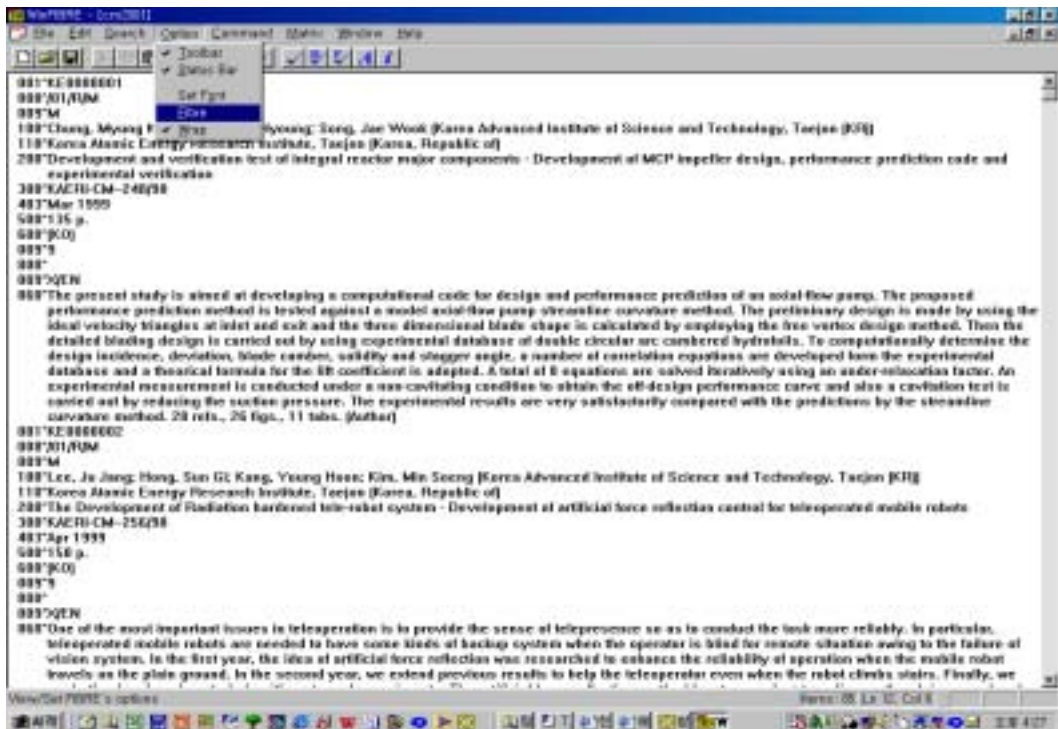 WinFIBRE - [cm2001]
File Edit Search Option Command Matrix Window Help
Toolbar
Status Bar
Set Font
Fibre
Wrap
001^KE0000001
008^/01/R/M
009^M
100^Chung, Myung Hyoung; Song, Jae Wook (Korea Advanced Institute of Science and Technology, Taejon (KR))
110^Korea Atomic Energy Research Institute, Taejon (Korea, Republic of)
200^Development and verification test of integral reactor major components - Development of MCP impeller design, performance prediction code and
experimental verification
300^KAERI-CM--248/98
403^Mar 1999
500^135 p.
600^(KO)
009^9
008^
009^XEN
860^The present study is aimed at developing a computational code for design and performance prediction of an axial-flow pump. The proposed
performance prediction method is tested against a model axial-flow pump streamline curvature method. The preliminary design is made by using the
ideal velocity triangles at inlet and exit and the three dimensional blade shape is calculated by employing the free vortex design method. Then the
detailed blading design is carried out by using experimental database of double circular arc cambered hydrofoils. To computationally determine the
design incidence, deviation, blade camber, solidity and stagger angle, a number of correlation equations are developed form the experimental
database and a theorical formula for the lift coefficient is adopted. A total of 8 equations are solved iteratively using an under-relaxation factor. An
experimental measurement is conducted under a non-cavitating condition to obtain the off-design performance curve and also a cavitation test is
carried out by reducing the suction pressure. The experimental results are very satisfactorily compared with the predictions by the streamline
curvature method. 28 refs., 26 figs., 11 tabs. (Author)
001^KE0000002
008^/01/R/M
009^M
100^Lee, Ju Jang; Hong, Sun Gi; Kang, Young Hoon; Kim, Min Soeng (Korea Advanced Institute of Science and Technology, Taejon (KR))
110^Korea Atomic Energy Research Institute, Taejon (Korea, Republic of)
200^The Development of Radiation hardened tele-robot system - Development of artificial force reflection control for teleoperated mobile robots
300^KAERI-CM--256/98
403^Apr 1999
500^150 p.
600^(KO)
009^9
008^
009^XEN
860^One of the most important issues in teleoperation is to provide the sense of telepresence so as to conduct the task more reliably. In particular,
teleoperated mobile robots are needed to have some kinds of backup system when the operator is blind for remote situation owing to the failure of
vision system. In the first year, the idea of artificial force reflection was researched to enhance the reliability of operation when the mobile robot
travels on the plain ground. In the second year, we extend previous results to help the teleoperator even when the robot climbs stairs. Finally, we
View/Set FIBRE's options